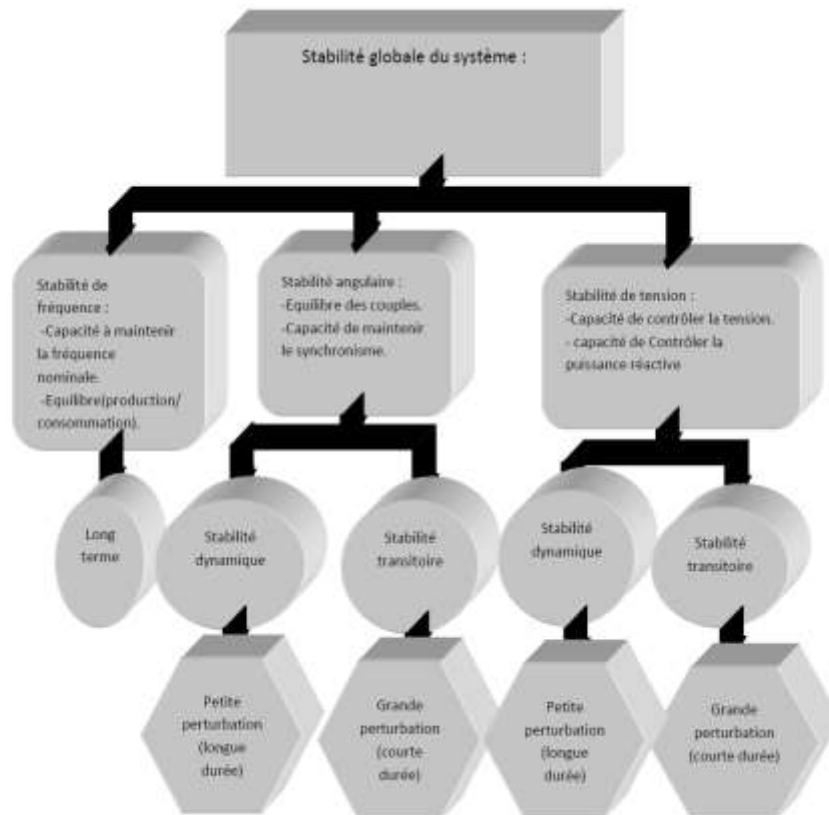 Stabilité globale du système :
Stabilité de
fréquence :
-Capacité à maintenir
la fréquence
nominale.
-Equilibre(production/
consommation).
Stabilité angulaire :
-Equilibre des couples.
-Capacité de maintenir
le synchronisme.
Stabilité de tension :
-Capacité de contrôler la tension.
- capacité de Contrôler la
puissance réactive
Long
terme
Stabilité
dynamique
Stabilité
transitoire
Stabilité
dynamique
Stabilité
transitoire
Petite
perturbation
(longue
durée)
Grande
perturbation
(courte
durée)
Petite
perturbation
(longue
durée)
Grande
perturbation
(courte durée)